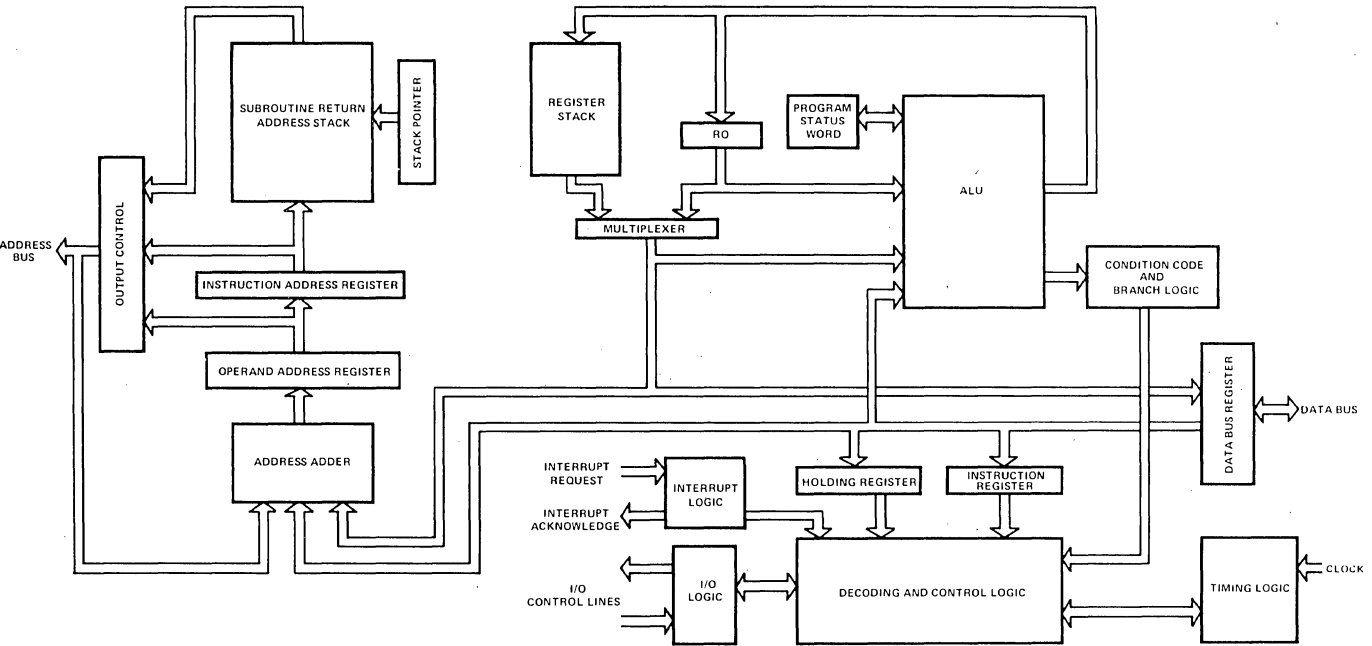 SUBROUTINE RETURN
ADDRESS STACK
STACK POINTER
OUTPUT CONTROL
ADDRESS
BUS
INSTRUCTION ADDRESS REGISTER
OPERAND ADDRESS REGISTER
ADDRESS ADDER
REGISTER
STACK
RO
PROGRAM
STATUS
WORD
ALU
MULTIPLEXER
CONDITION CODE
AND
BRANCH LOGIC
DATA BUS REGISTER
DATA BUS
INTERRUPT
REQUEST
INTERRUPT
ACKNOWLEDGE
INTERRUPT
LOGIC
HOLDING REGISTER
INSTRUCTION
REGISTER
I/O
CONTROL LINES
I/O
LOGIC
DECODING AND CONTROL LOGIC
TIMING LOGIC
CLOCK